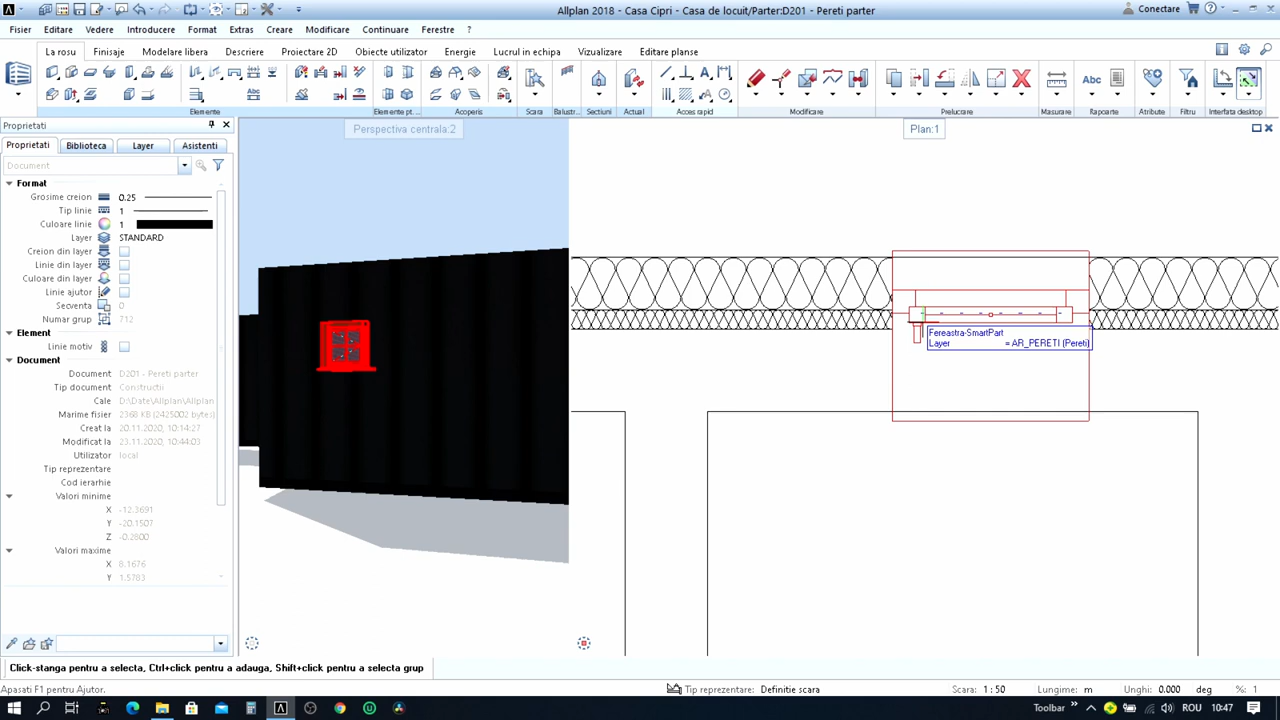 Allplan 2018 - Casa Cipri - Casa de locuit/Parter:D201 - Pereti parter
Conectare
Fisier Editare Vedere Introducere Format Extras Creare Modificare Continuare Ferestre ?
La rosu Finisaje Modelare libera Descriere Proiectare 2D Obiecte utilizator Energie Lucrul in echipa Vizualizare Editare planse
Abc
Elemente Elemente pt. ... Acoperis Scara Balustr... Sectiuni Actual Acces rapid Modificare Prelucare Masurare Rapoarte Atribute Filtru Interfata desktop
Proprietati
Proprietati Biblioteca Layer Asistenti
Document
Format
Grosime creion 0.25
Tip linie 1
Culoare linie 1
Layer STANDARD
Creion din layer
Linie din layer
Culoare din layer
Linie ajutor
Secventa 0
Numar grup 712
Element
Linie motiv
Document
Document D201 - Pereti parter
Tip document Constructii
Cale D:\Date\Allplan\Allplan
Marime fisier 2368 KB (2425002 bytes)
Creat la 20.11.2020, 10:14:27
Modificat la 23.11.2020, 10:44:03
Utilizator local
Tip reprezentare
Cod ierarhie
Valori minime
X -12.3691
Y -20.1507
Z -0.2800
Valori maxime
X 8.1676
Y 1.5783
Perspectiva centrala:2
Plan:1
Fereastra-SmartPart
Layer = AR_PERETI (Pereti)
Click-stanga pentru a selecta, Ctrl+click pentru a adauga, Shift+click pentru a selecta grup
Apasati F1 pentru Ajutor.
Tip reprezentare: Definitie scara
Scara: 1 : 50
Lungime: m
Unghi: 0.000 deg
%: 1
Toolbar
ROU
10:47